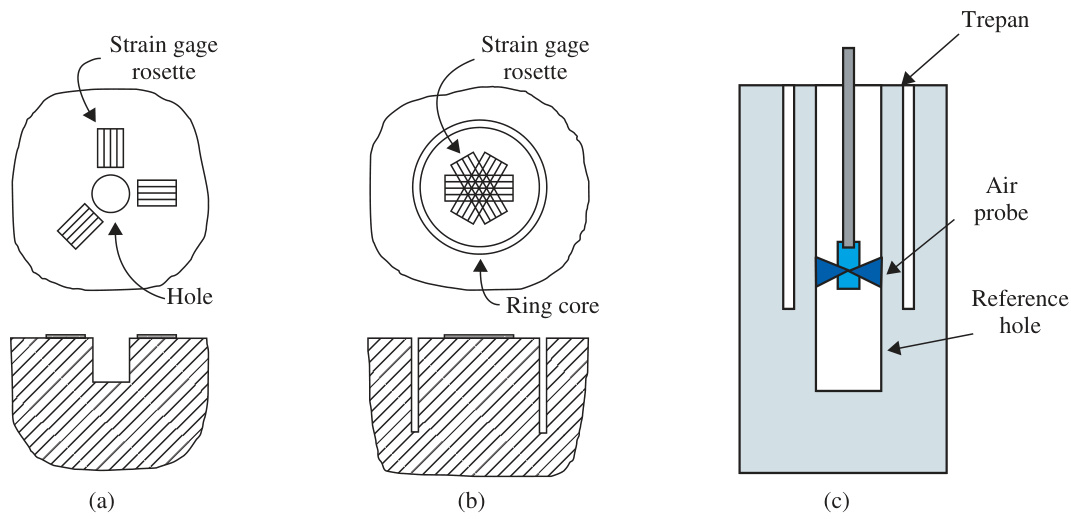 Strain gage
rosette
Hole
(a)
Strain gage
rosette
Ring core
(b)
Trepan
Air
probe
Reference
hole
(c)